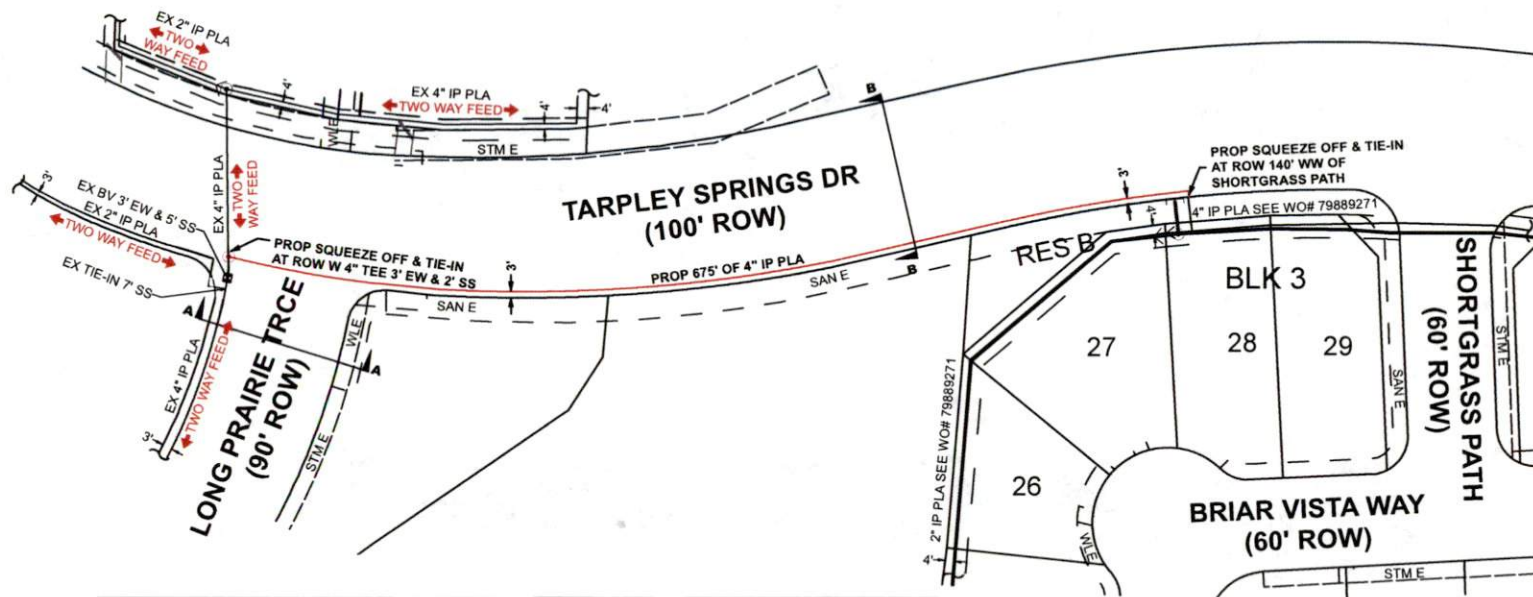 EX 2" IP PLA
TWO
WAY FEED
4'
EX 4" IP PLA
TWO WAY FEED
4'
4'
WLE
STM E
B
3'
EX BV 3' EW & 5' SS
EX 2" IP PLA
TWO WAY FEED
EX TIE-IN 7' SS
EX 4" IP PLA
TWO
WAY FEED
TARPLEY SPRINGS DR
(100' ROW)
PROP SQUEEZE OFF & TIE-IN
AT ROW 140' WW OF
SHORTGRASS PATH
3'
4'
4" IP PLA SEE WO# 79889271
PROP SQUEEZE OFF & TIE-IN
AT ROW W 4" TEE 3' EW & 2' SS
3'
PROP 675' OF 4" IP PLA
B
SAN E
SAN E
RES B
BLK 3
27
28
29
SAN E
SHORTGRASS PATH
(60' ROW)
STM E
A
A
EX 4" IP PLA
TWO WAY FEED
3'
LONG PRAIRIE TRCE
(90' ROW)
WLE
STM E
2" IP PLA SEE WO# 79889271
4'
26
WLE
BRIAR VISTA WAY
(60' ROW)
STM E